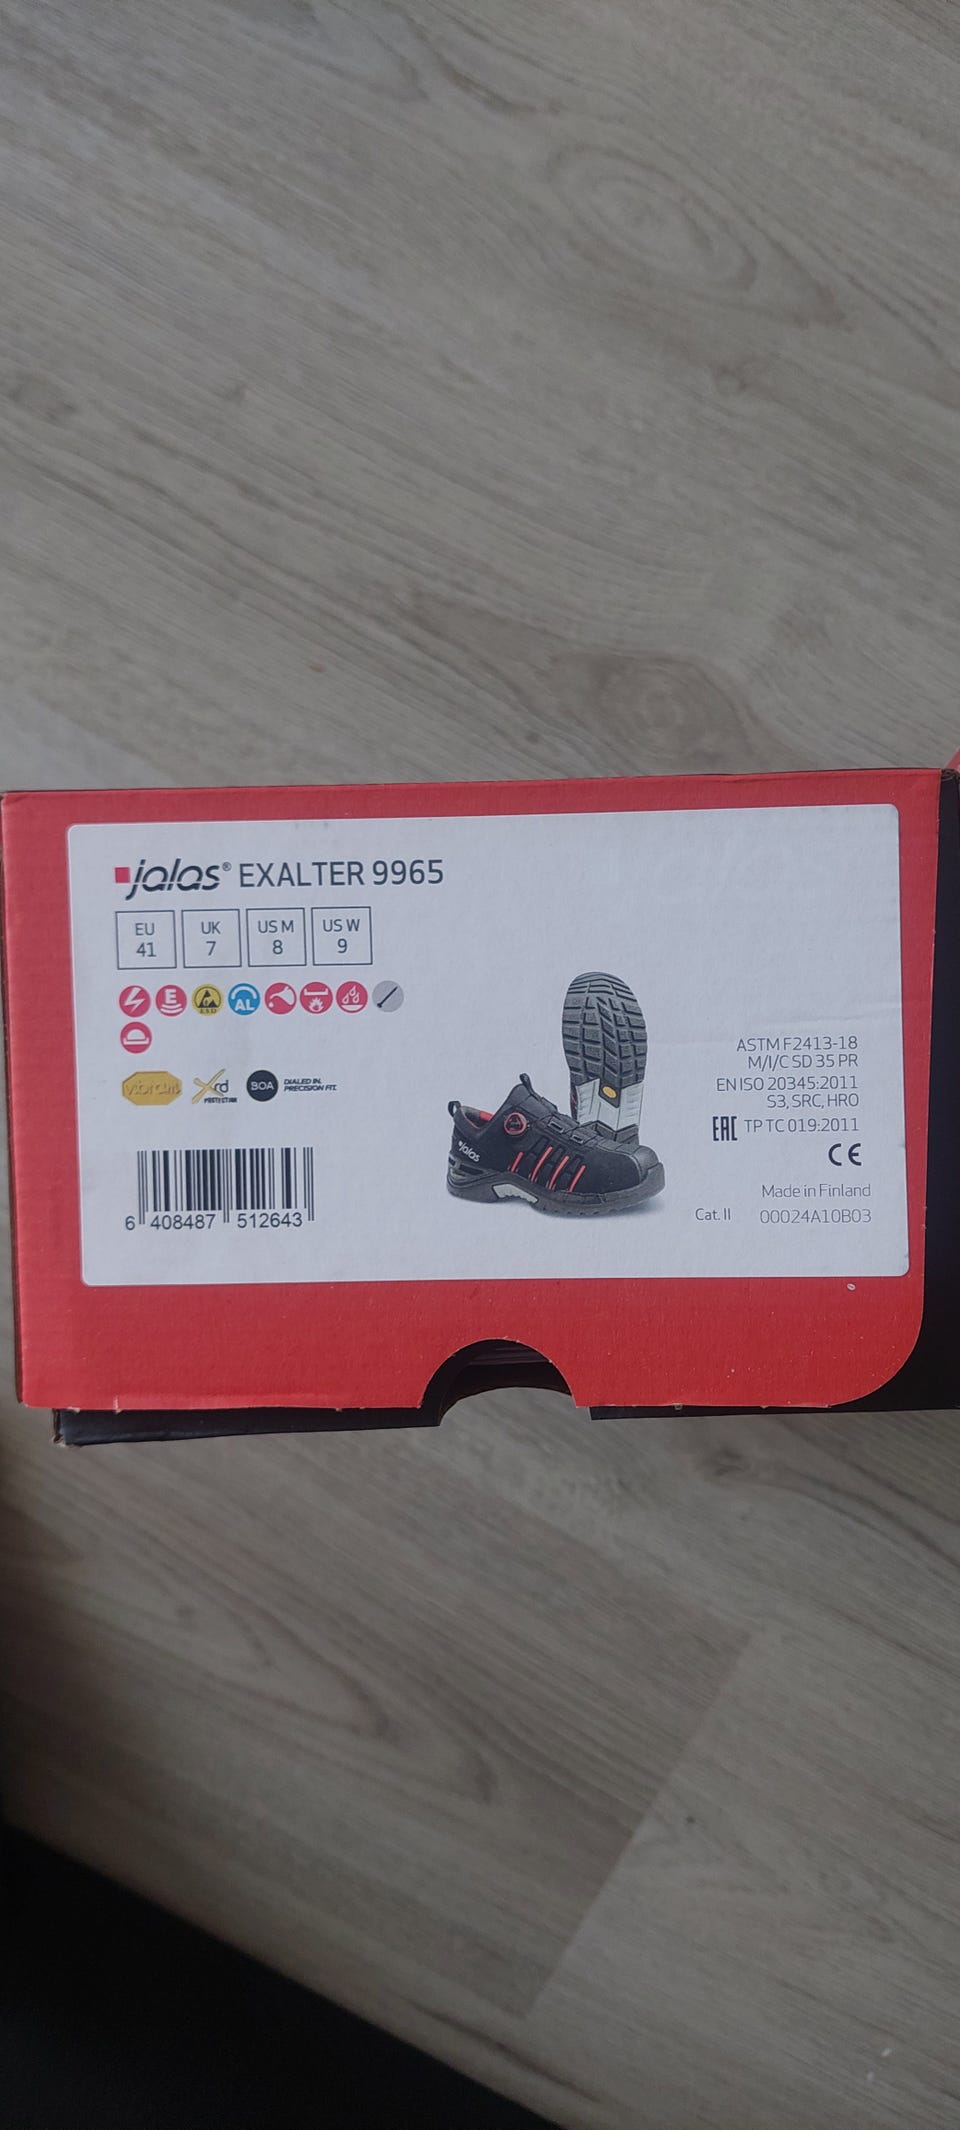 jalas® EXALTER 9965
EU 41
UK 7
US M 8
US W 9
E
ESD
AL
vibram
Xrd
PROTECTION
BOA
DIALED IN.
PRECISION FIT.
jalas
ASTM F2413-18
M/I/C SD 35 PR
EN ISO 20345:2011
S3, SRC, HRO
EAC TP TC 019:2011
CE
Made in Finland
Cat. II 00024A10B03
6 408487 512643